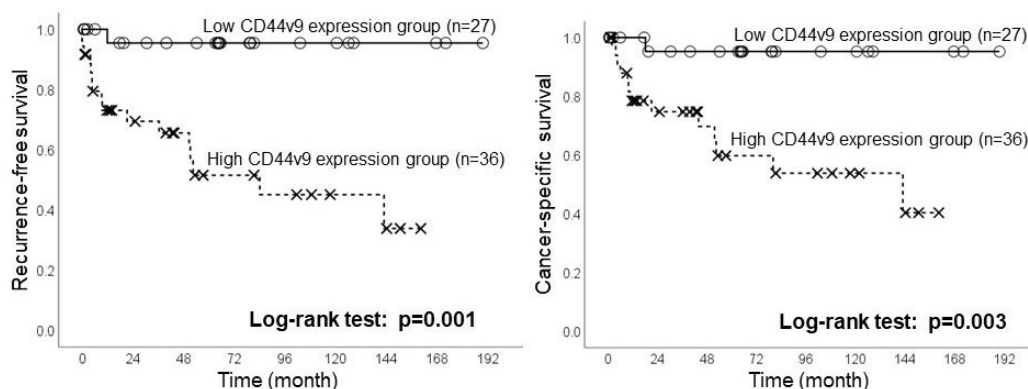 Low CD44v9 expression group (n=27)
1.0
0.8
0.6
0.4
0.2
0.0
Recurrence-free survival
High CD44v9 expression group (n=36)
Log-rank test: p=0.001
0 24 48 72 96 120 144 168 192
Time (month)
Low CD44v9 expression group (n=27)
1.0
0.8
0.6
0.4
0.2
0.0
Cancer-specific survival
High CD44v9 expression group (n=36)
Log-rank test: p=0.003
0 24 48 72 96 120 144 168 192
Time (month)